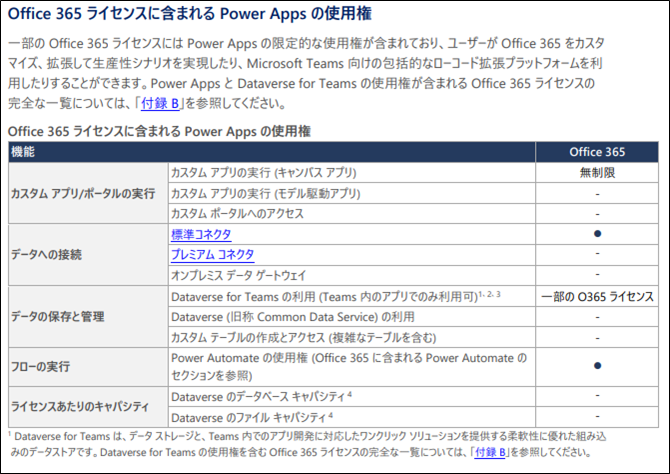 Office 365 ライセンスに含まれる Power Apps の使用権
一部の Office 365 ライセンスには Power Apps の限定的な使用権が含まれており、ユーザーが Office 365 をカスタ
マイズ、拡張して生産性シナリオを実現したり、Microsoft Teams 向けの包括的なローコード拡張プラットフォームを利
用したりすることができます。Power Apps と Dataverse for Teams の使用権が含まれる Office 365 ライセンスの
完全な一覧については、「付録 B」を参照してください。
Office 365 ライセンスに含まれる Power Apps の使用権
機能 Office 365
カスタム アプリ/ポータルの実行
カスタム アプリの実行 (キャンバス アプリ) 無制限
カスタム アプリの実行 (モデル駆動アプリ) -
カスタム ポータルへのアクセス -
データへの接続
標準コネクタ ●
プレミアム コネクタ -
オンプレミス データ ゲートウェイ -
データの保存と管理
Dataverse for Teams の利用 (Teams 内のアプリでのみ利用可)1, 2, 3 一部の O365 ライセンス
Dataverse (旧称 Common Data Service) の利用 -
カスタム テーブルの作成とアクセス (複雑なテーブルを含む) -
フローの実行
Power Automate の使用権 (Office 365 に含まれる Power Automate の
セクションを参照) ●
ライセンスあたりのキャパシティ
Dataverse のデータベース キャパシティ 4 -
Dataverse のファイル キャパシティ 4 -
1 Dataverse for Teams は、データ ストレージと、Teams 内でのアプリ開発に対応したワンクリック ソリューションを提供する柔軟性に優れた組み込
みのデータストアです。Dataverse for Teams の使用権を含む Office 365 ライセンスの完全な一覧については、「付録 B」を参照してください。